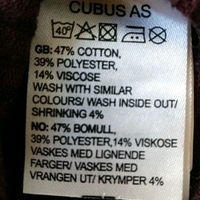 CUBUS AS
40
GB: 47% COTTON,
39% POLYESTER,
14% VISCOSE
WASH WITH SIMILAR
COLOURS/ WASH INSIDE OUT/
SHRINKING 4%
NO: 47% BOMULL,
39% POLYESTER,14% VISKOSE
VASKES MED LIGNENDE
FARGER/ VASKES MED
VRANGEN UT/ KRYMPER 4%